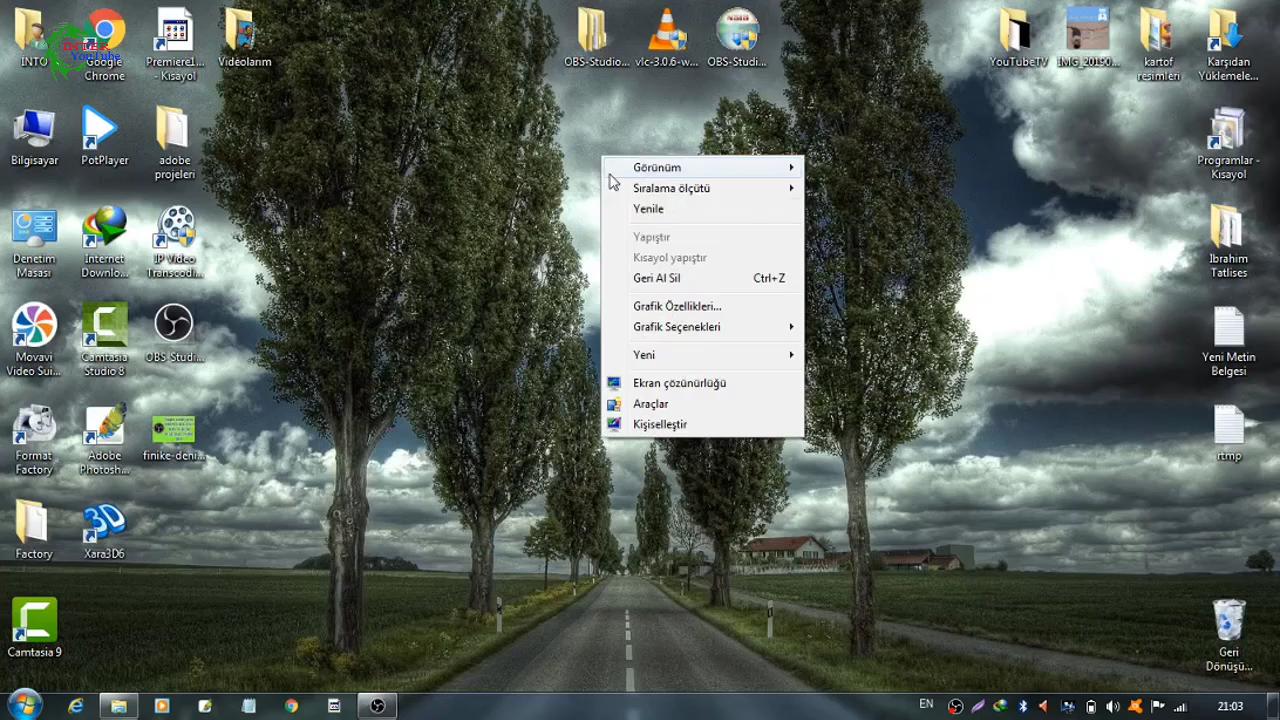 INTO
INTER
YouTube
Google
Chrome
Premiere1...
- Kısayol
Videolarım
OBS-Studio...
vlc-3.0.6-w...
OBS-Studi...
YouTubeTV
IMG_20190...
kartof
resimleri
Karşıdan
Yüklemele...
Bilgisayar
PotPlayer
adobe
projeleri
Programlar -
Kısayol
Denetim
Masası
Internet
Downlo...
IP Video
Transcodi...
Ibrahim
Tatlises
Movavi
Video Sui...
Camtasia
Studio 8
OBS Studi...
Yeni Metin
Belgesi
Format
Factory
Adobe
Photosh...
finike-deni...
rtmp
Factory
Xara3D6
Camtasia 9
Geri
Dönüşü...
Görünüm
Sıralama ölçütü
Yenile
Yapıştır
Kısayol yapıştır
Geri Al Sil Ctrl+Z
Grafik Özellikleri...
Grafik Seçenekleri
Yeni
Ekran çözünürlüğü
Araçlar
Kişiselleştir
EN
21:03